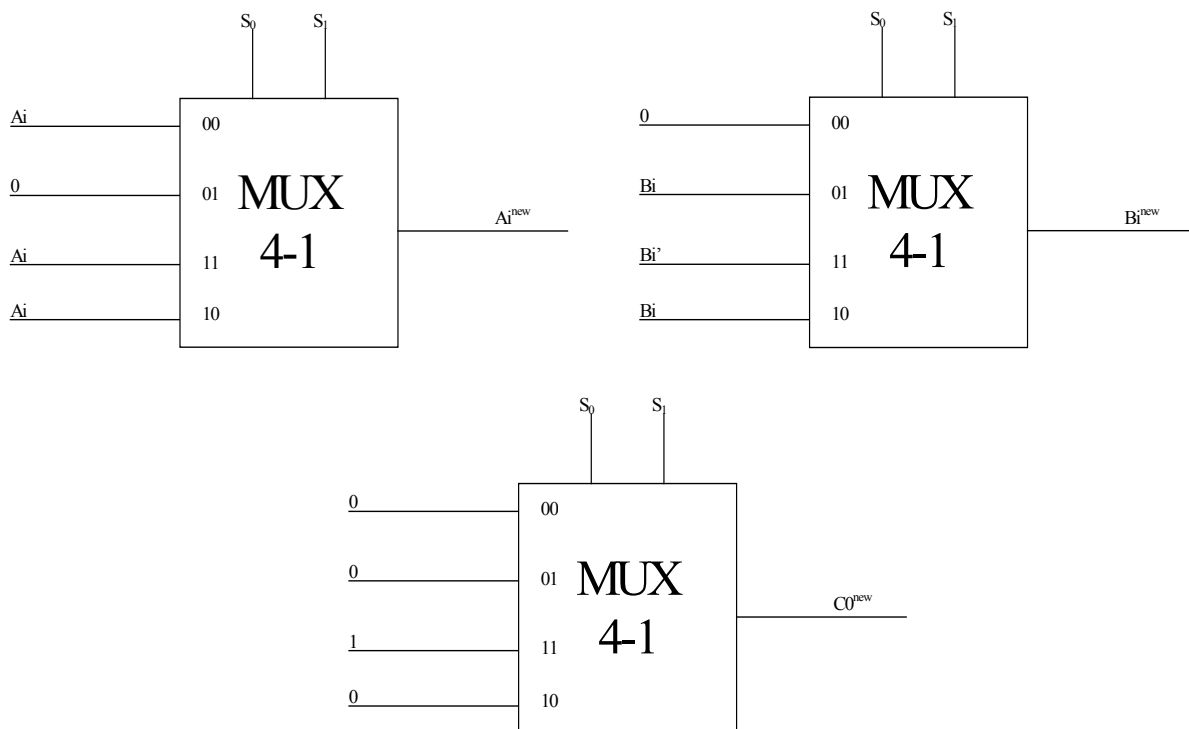 S₀ S₁
Ai 00
0 01
Ai 11
Ai 10
MUX
4-1
Ai^new
S₀ S₁
0 00
Bi 01
Bi’ 11
Bi 10
MUX
4-1
Bi^new
S₀ S₁
0 00
0 01
1 11
0 10
MUX
4-1
C0^new